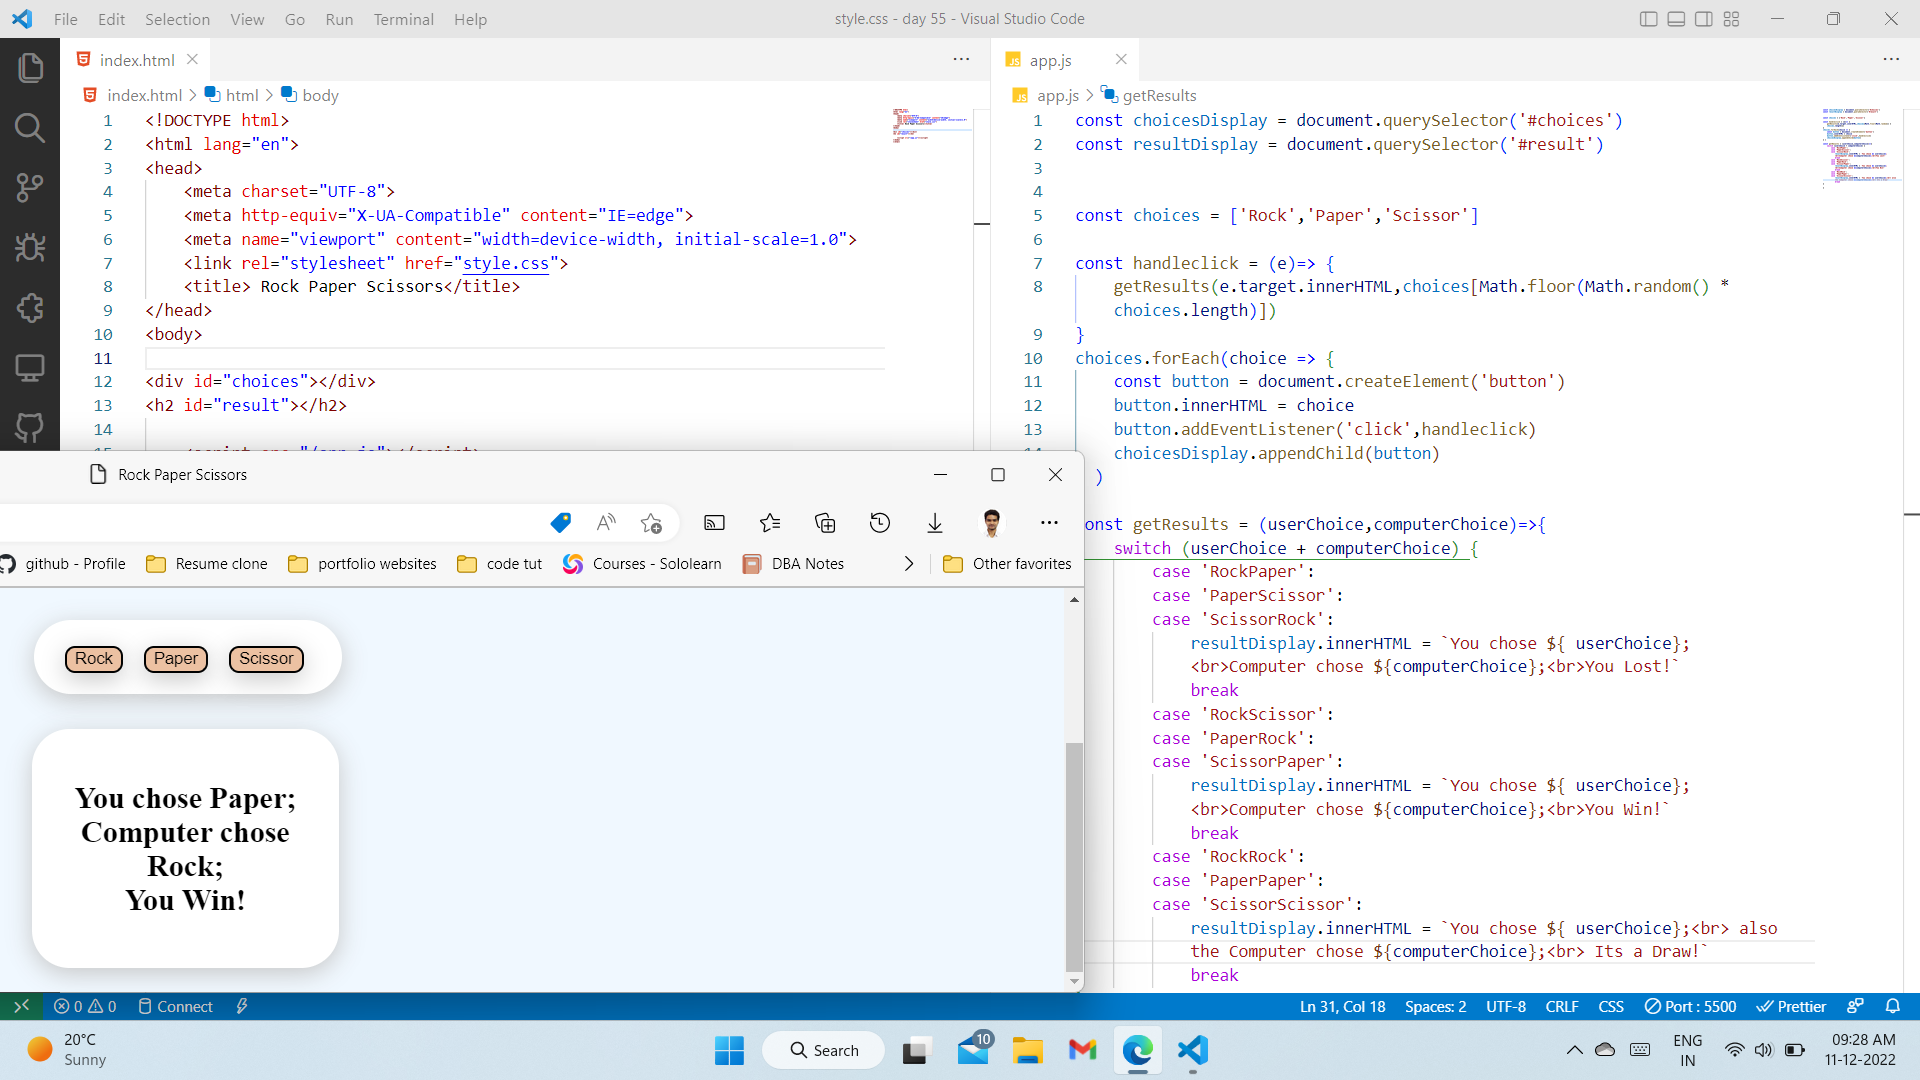 File Edit Selection View Go Run Terminal Help
style.css - day 55 - Visual Studio Code
index.html
index.html > html > body
1 <!DOCTYPE html>
2 <html lang="en">
3 <head>
4 <meta charset="UTF-8">
5 <meta http-equiv="X-UA-Compatible" content="IE=edge">
6 <meta name="viewport" content="width=device-width, initial-scale=1.0">
7 <link rel="stylesheet" href="style.css">
8 <title> Rock Paper Scissors</title>
9 </head>
10 <body>
11
12 <div id="choices"></div>
13 <h2 id="result"></h2>
14
JS app.js
JS app.js > getResults
1 const choicesDisplay = document.querySelector('#choices')
2 const resultDisplay = document.querySelector('#result')
3
4
5 const choices = ['Rock','Paper','Scissor']
6
7 const handleclick = (e)=> {
8 getResults(e.target.innerHTML,choices[Math.floor(Math.random() *
choices.length)])
9 }
10 choices.forEach(choice => {
11 const button = document.createElement('button')
12 button.innerHTML = choice
13 button.addEventListener('click',handleclick)
choicesDisplay.appendChild(button)
)
onst getResults = (userChoice,computerChoice)=>{
switch (userChoice + computerChoice) {
case 'RockPaper':
case 'PaperScissor':
case 'ScissorRock':
resultDisplay.innerHTML = `You chose ${ userChoice};
<br>Computer chose ${computerChoice};<br>You Lost!`
break
case 'RockScissor':
case 'PaperRock':
case 'ScissorPaper':
resultDisplay.innerHTML = `You chose ${ userChoice};
<br>Computer chose ${computerChoice};<br>You Win!`
break
case 'RockRock':
case 'PaperPaper':
case 'ScissorScissor':
resultDisplay.innerHTML = `You chose ${ userChoice};<br> also
the Computer chose ${computerChoice};<br> Its a Draw!`
break
Rock Paper Scissors
github - Profile Resume clone portfolio websites code tut Courses - Sololearn DBA Notes Other favorites
Rock Paper Scissor
You chose Paper;
Computer chose
Rock;
You Win!
0 0 Connect
Ln 31, Col 18 Spaces: 2 UTF-8 CRLF CSS Port : 5500 Prettier
20°C
Sunny
Search
10
ENG
IN
09:28 AM
11-12-2022